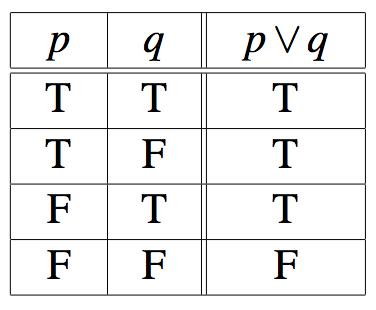 p q p ∨ q
T T T
T F T
F T T
F F F